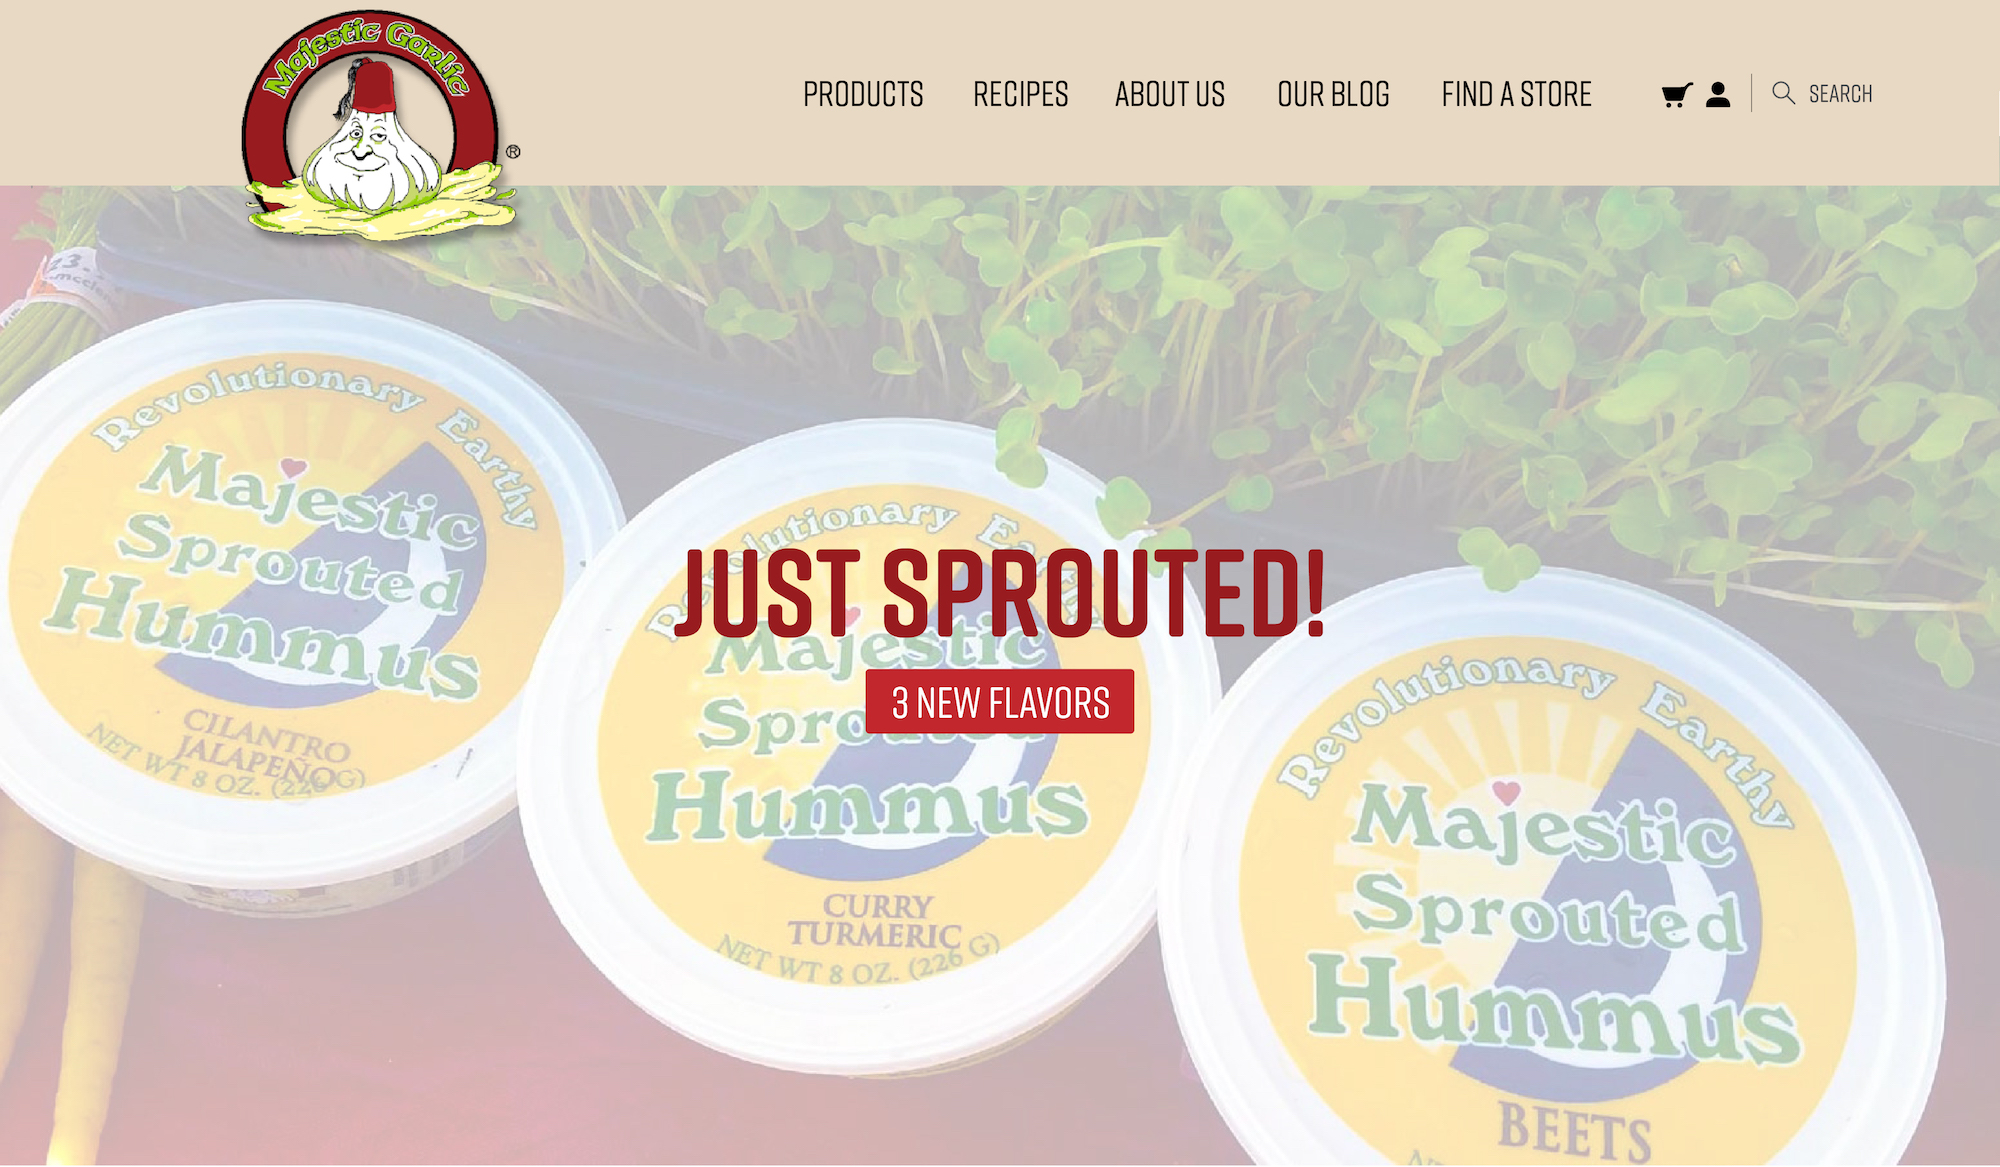 Majestic Garlic
®
PRODUCTS
RECIPES
ABOUT US
OUR BLOG
FIND A STORE
SEARCH
Revolutionary Earthy
Majestic
Sprouted
Hummus
CILANTRO
JALAPEÑO
NET WT 8 OZ. (226G)
JUST SPROUTED!
3 NEW FLAVORS
Revolutionary Earthy
Majestic
Sprouted
Hummus
CURRY
TURMERIC
NET WT 8 OZ. (226 G)
Revolutionary Earthy
Majestic
Sprouted
Hummus
BEETS